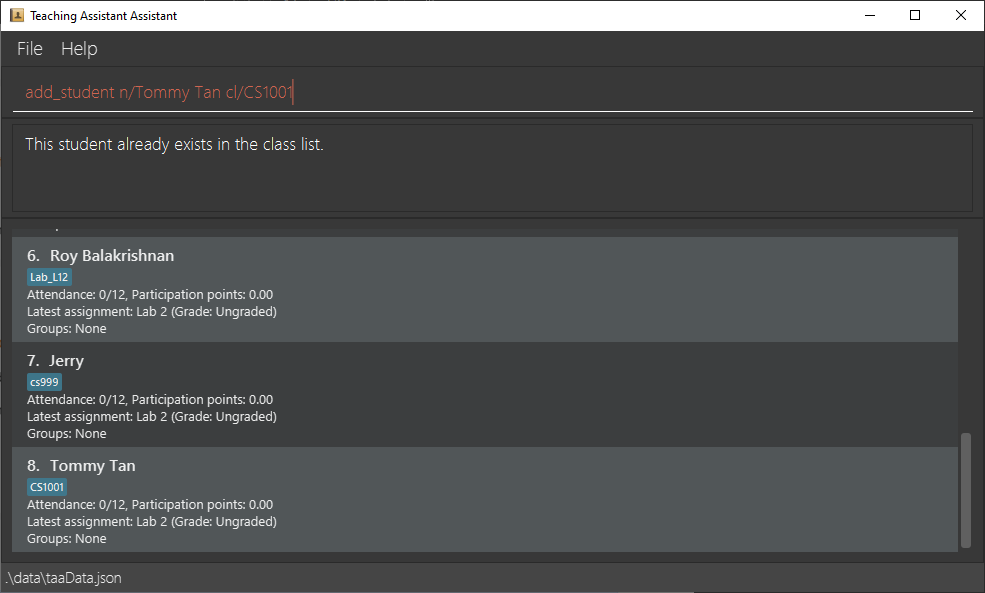 Teaching Assistant Assistant
File Help
add_student n/Tommy Tan cl/CS1001
This student already exists in the class list.
6. Roy Balakrishnan
Lab_L12
Attendance: 0/12, Participation points: 0.00
Latest assignment: Lab 2 (Grade: Ungraded)
Groups: None
7. Jerry
cs999
Attendance: 0/12, Participation points: 0.00
Latest assignment: Lab 2 (Grade: Ungraded)
Groups: None
8. Tommy Tan
CS1001
Attendance: 0/12, Participation points: 0.00
Latest assignment: Lab 2 (Grade: Ungraded)
Groups: None
.\data\taaData.json